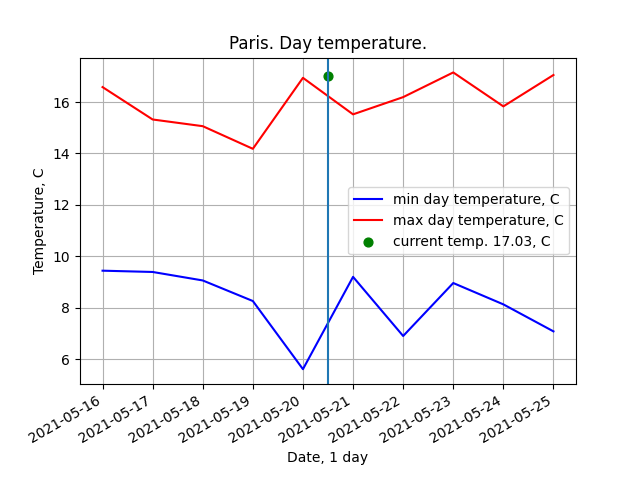 Paris. Day temperature.
Temperature, C
16
14
12
10
8
6
min day temperature, C
max day temperature, C
current temp. 17.03, C
2021-05-16
2021-05-17
2021-05-18
2021-05-19
2021-05-20
2021-05-21
2021-05-22
2021-05-23
2021-05-24
2021-05-25
Date, 1 day